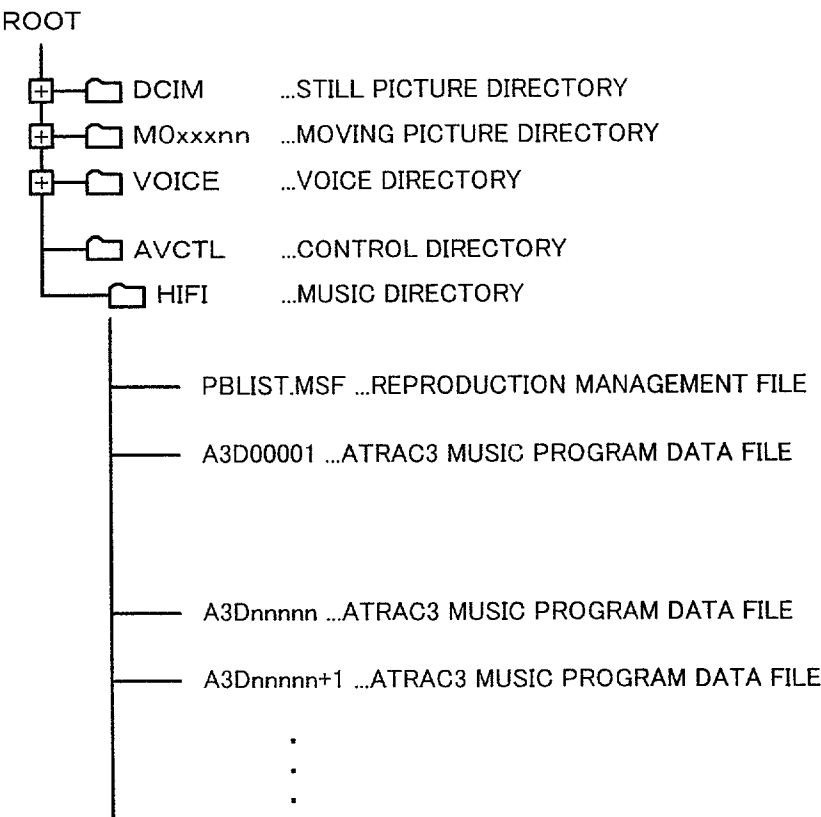 ROOT
DCIM ...STILL PICTURE DIRECTORY
M0xxxnn ...MOVING PICTURE DIRECTORY
VOICE ...VOICE DIRECTORY
AVCTL ...CONTROL DIRECTORY
HIFI ...MUSIC DIRECTORY
PBLIST.MSF ...REPRODUCTION MANAGEMENT FILE
A3D00001 ...ATRAC3 MUSIC PROGRAM DATA FILE
A3Dnnnnn ...ATRAC3 MUSIC PROGRAM DATA FILE
A3Dnnnnn+1 ...ATRAC3 MUSIC PROGRAM DATA FILE